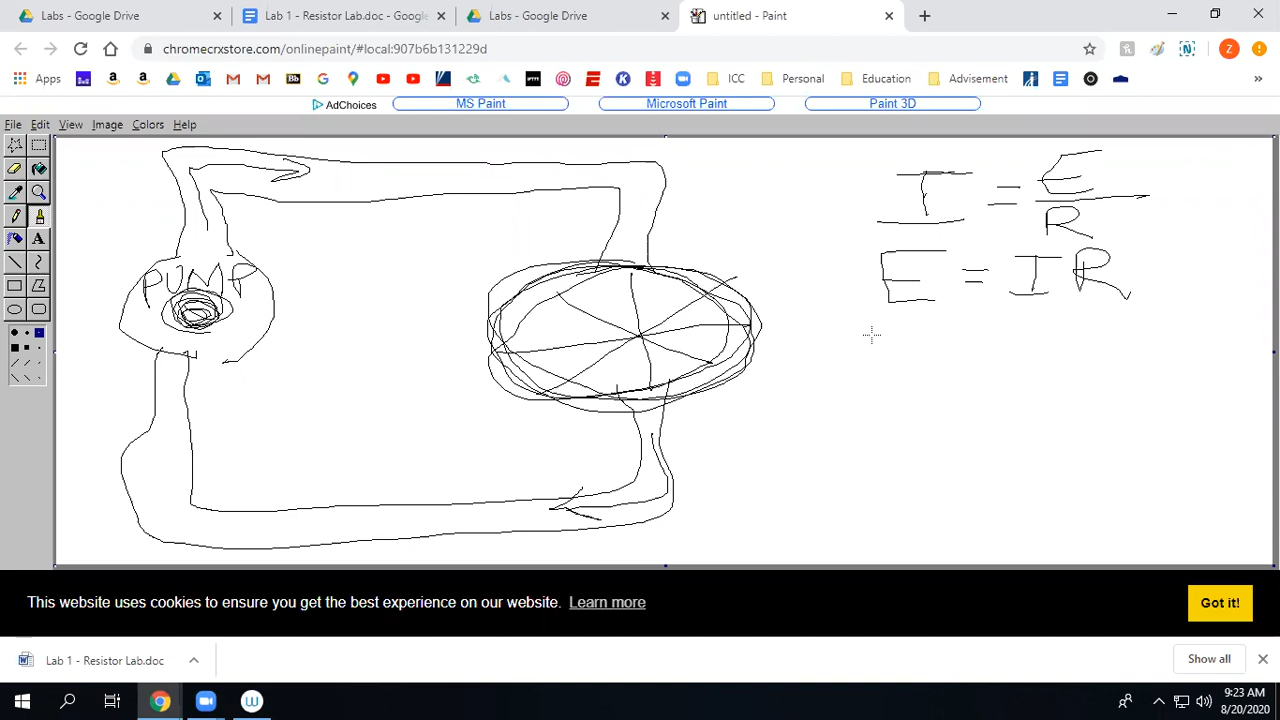 Labs - Google Drive
Lab 1 - Resistor Lab.doc - Google
Labs - Google Drive
untitled - Paint
chromecrxstore.com/onlinepaint/#local:907b6b131229d
Z
Apps
Bb
ICC
Personal
Education
Advisement
»
AdChoices
MS Paint
Microsoft Paint
Paint 3D
File Edit View Image Colors Help
PUMP
I = E
R
E = IR
This website uses cookies to ensure you get the best experience on our website. Learn more
Got it!
Lab 1 - Resistor Lab.doc
Show all
9:23 AM
8/20/2020